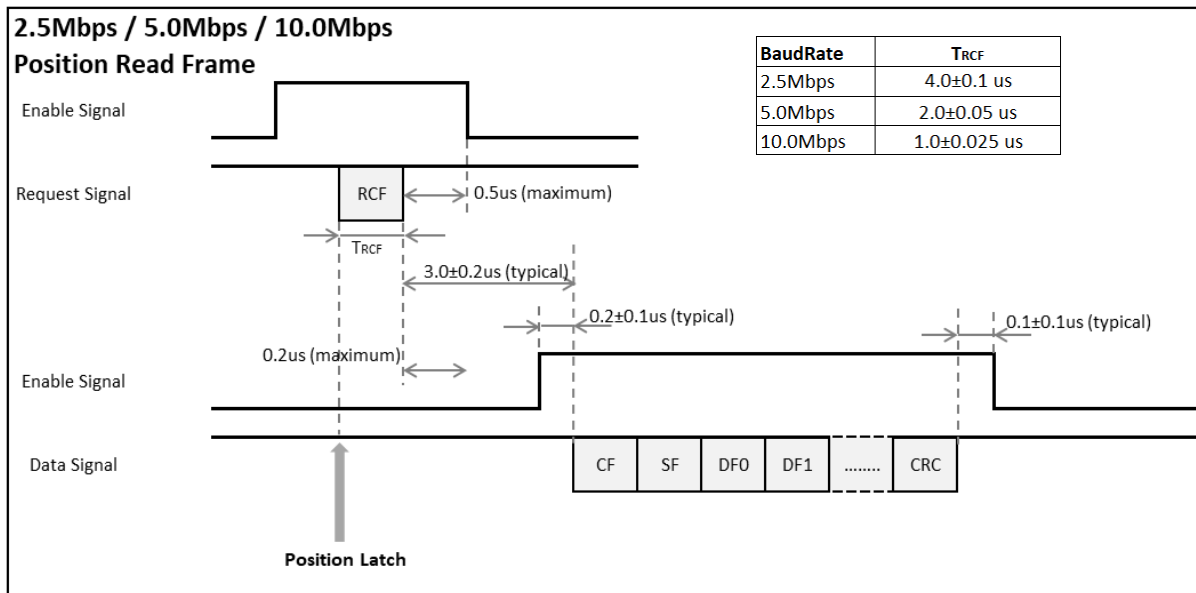 2.5Mbps / 5.0Mbps / 10.0Mbps
Position Read Frame
BaudRate TRCF
2.5Mbps 4.0±0.1 us
5.0Mbps 2.0±0.05 us
10.0Mbps 1.0±0.025 us
Enable Signal
Request Signal
RCF
0.5us (maximum)
TRCF
3.0±0.2us (typical)
0.2±0.1us (typical)
0.1±0.1us (typical)
0.2us (maximum)
Enable Signal
Data Signal
CF SF DF0 DF1 ........ CRC
Position Latch